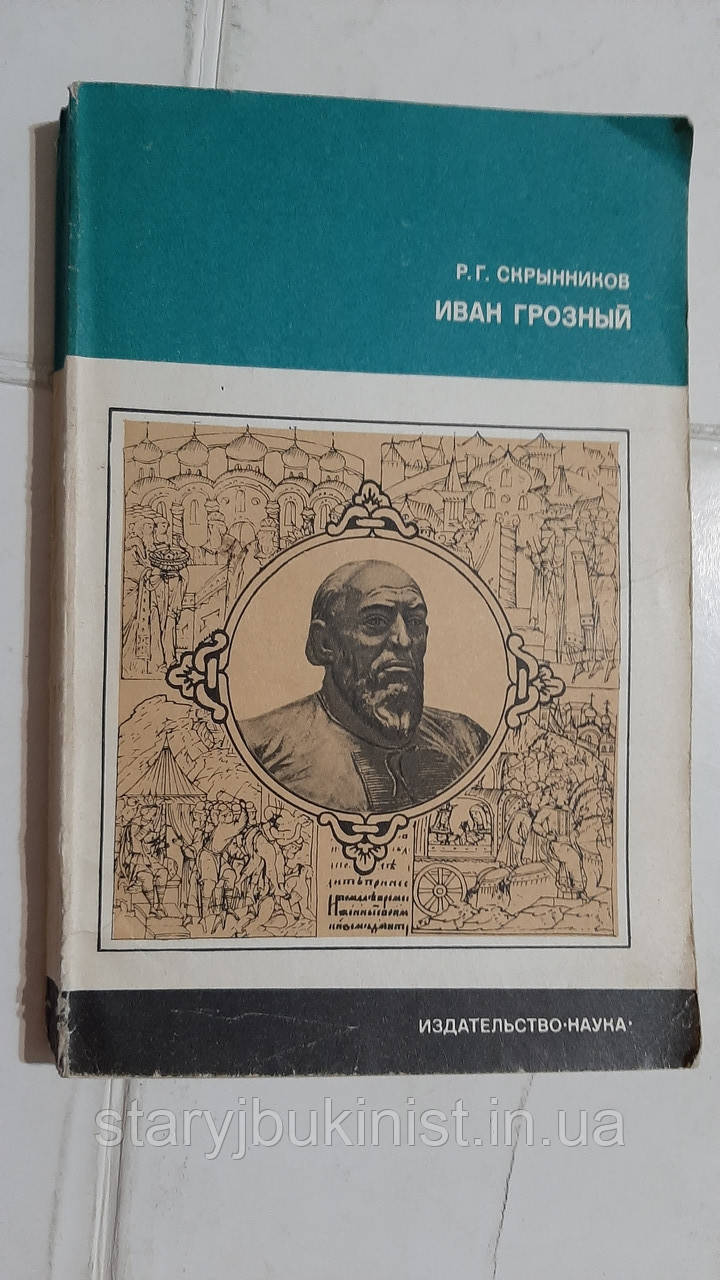 Р.Г. СКРЫННИКОВ
ИВАН ГРОЗНЫЙ
ИЗДАТЕЛЬСТВО·НАУКА·
staryjbukinist.in.ua